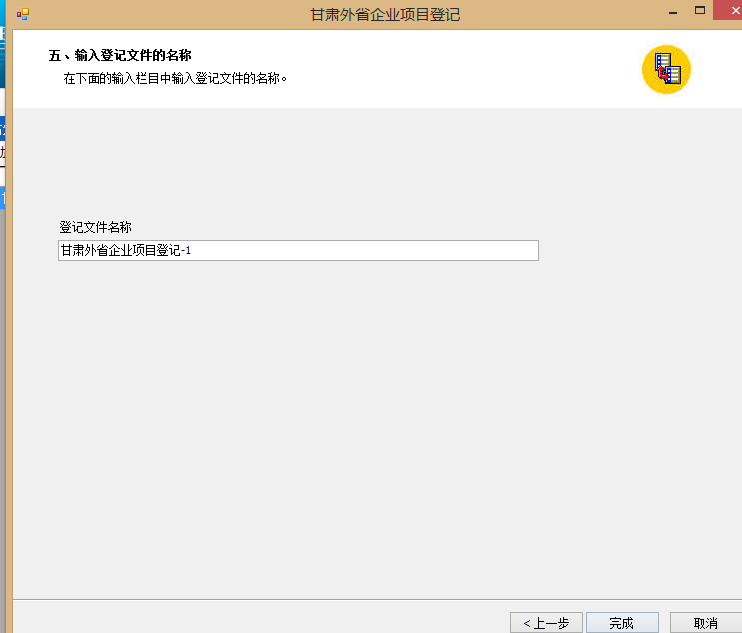 甘肃外省企业项目登记
五、输入登记文件的名称
在下面的输入栏目中输入登记文件的名称。
登记文件名称
甘肃外省企业项目登记-1
<上一步
完成
取消